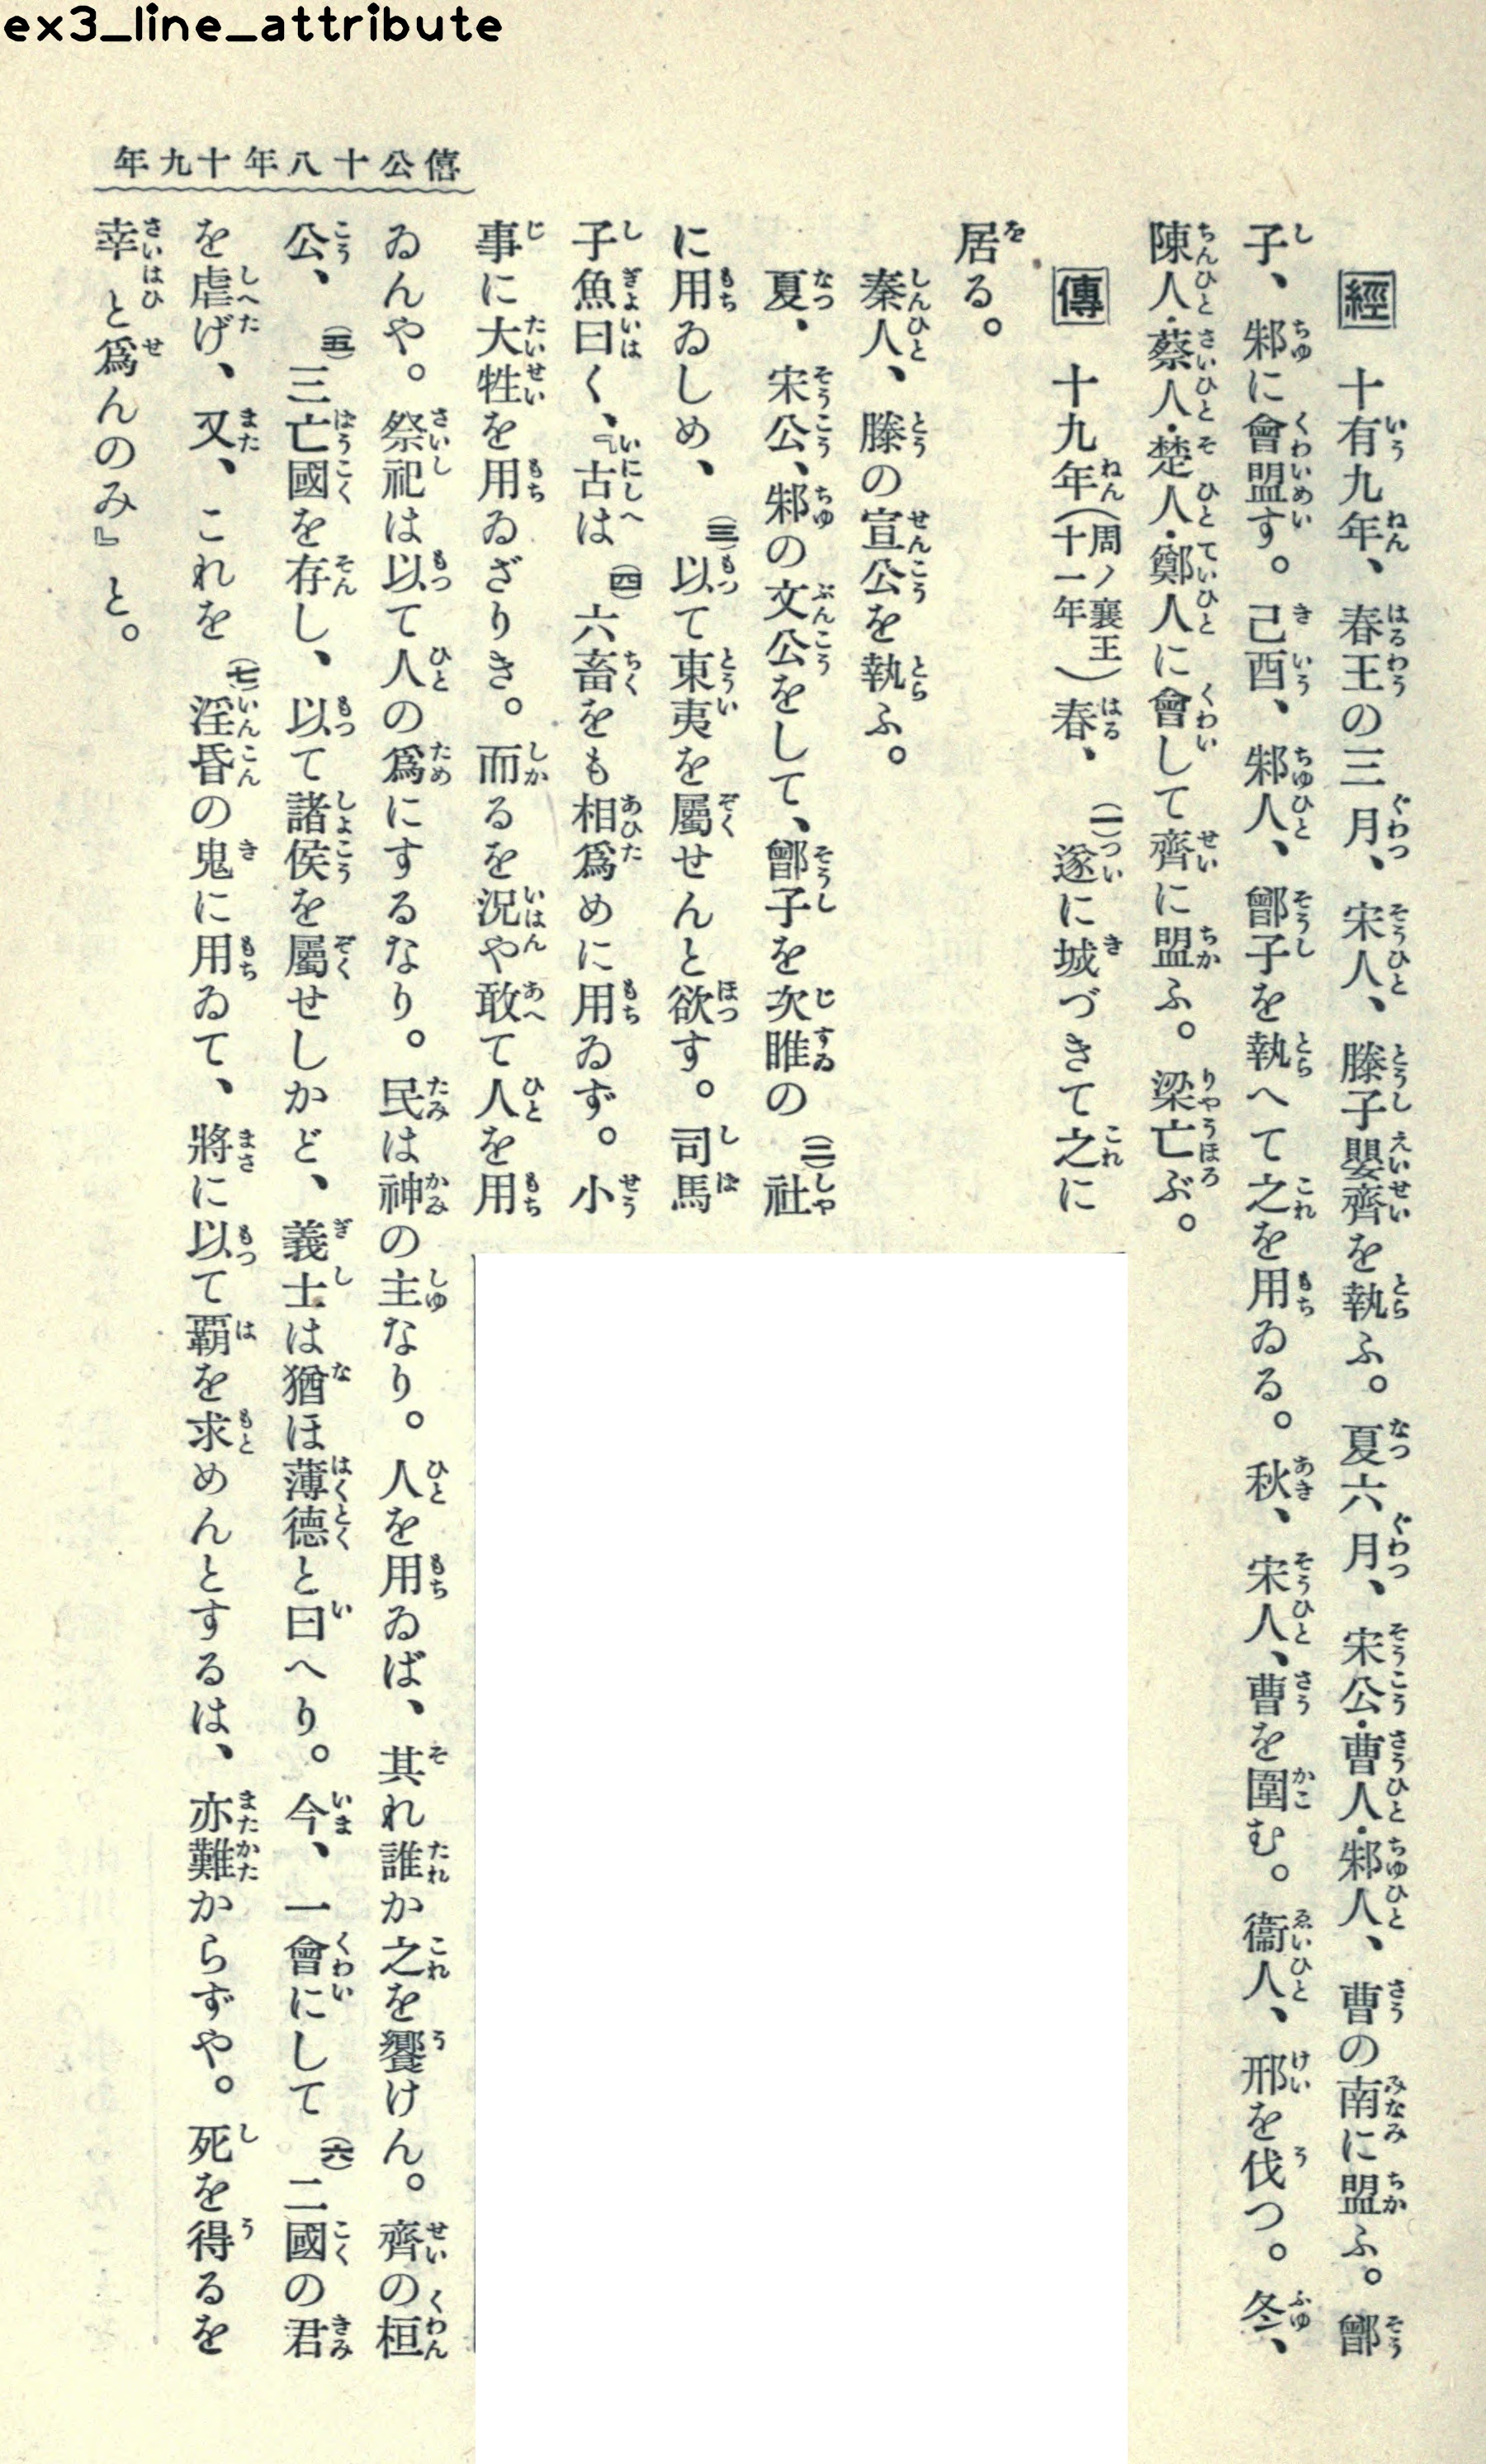 ex3_line_attribute
僖公十八年十九年
經　十有九年、春王の三月、宋人、滕子嬰齊を執ふ。夏六月、宋公・曹人・邾人、曹の南に盟ふ。鄫
子、邾に會盟す。己酉、邾人、鄫子を執へて之を用ゐる。秋、宋人、曹を圍む。衞人、邢を伐つ。冬、
陳人・蔡人・楚人・鄭人に會して齊に盟ふ。梁亡ぶ。
傳　十九年（周ノ襄王十一年）春、（一）遂に城づきて之に
居る。
秦人、滕の宣公を執ふ。
夏、宋公、邾の文公をして、鄫子を次睢の（二）社
に用ゐしめ、（三）以て東夷を屬せんと欲す。司馬
子魚曰く、『古は（四）六畜をも相爲めに用ゐず。小
事に大牲を用ゐざりき。而るを況や敢て人を用
ゐんや。祭祀は以て人の爲にするなり。民は神の主なり。人を用ゐば、其れ誰か之を饗けん。齊の桓
公、（五）三亡國を存し、以て諸侯を屬せしかど、義士は猶ほ薄德と曰へり。今、一會にして（六）二國の君
を虐げ、又、これを（七）淫昏の鬼に用ゐて、將に以て覇を求めんとするは、亦難からずや。死を得るを
幸と爲んのみ』と。